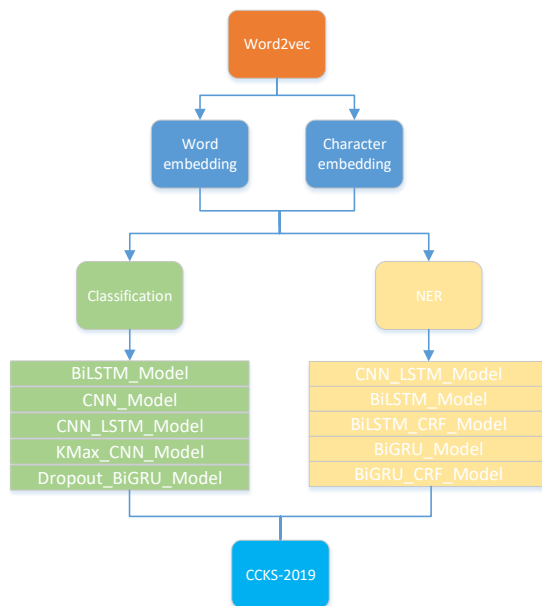 Word2vec
Word
embedding
Character
embedding
Classification
NER
BiLSTM_Model
CNN_Model
CNN_LSTM_Model
KMax_CNN_Model
Dropout_BiGRU_Model
CNN_LSTM_Model
BiLSTM_Model
BiLSTM_CRF_Model
BiGRU_Model
BiGRU_CRF_Model
CCKS-2019